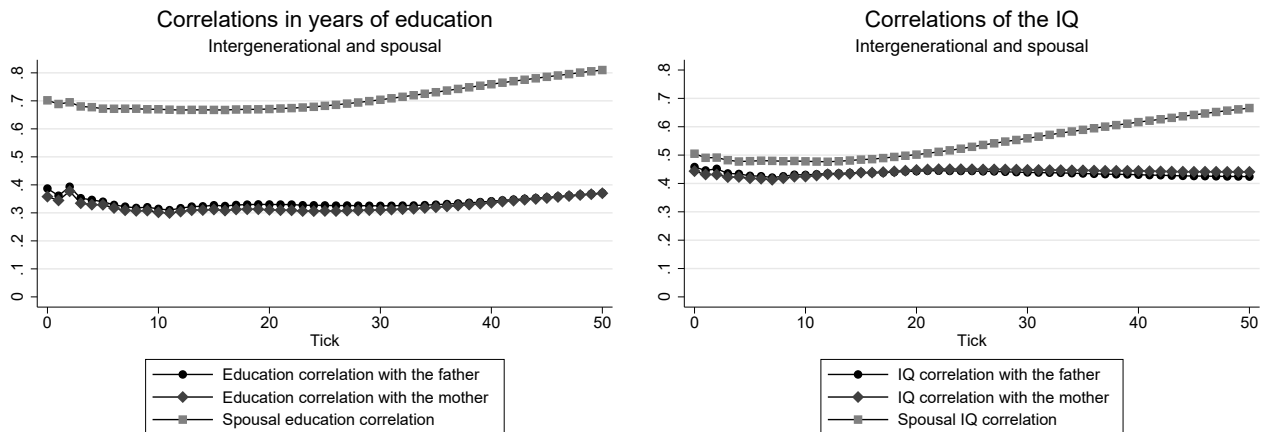 Correlations in years of education
Intergenerational and spousal
.8
.7
.6
.5
.4
.3
.2
.1
0
0 10 20 30 40 50
Tick
Education correlation with the father
Education correlation with the mother
Spousal education correlation
Correlations of the IQ
Intergenerational and spousal
.8
.7
.6
.5
.4
.3
.2
.1
0
0 10 20 30 40 50
Tick
IQ correlation with the father
IQ correlation with the mother
Spousal IQ correlation